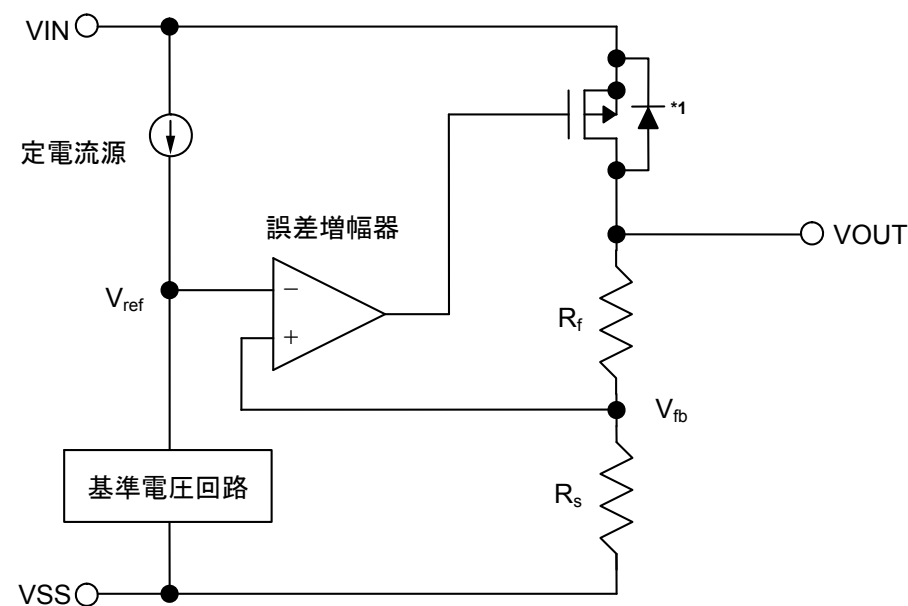 VIN
*1
定電流源
誤差増幅器
VOUT
Vref
−
+
Rf
Vfb
基準電圧回路
Rs
VSS